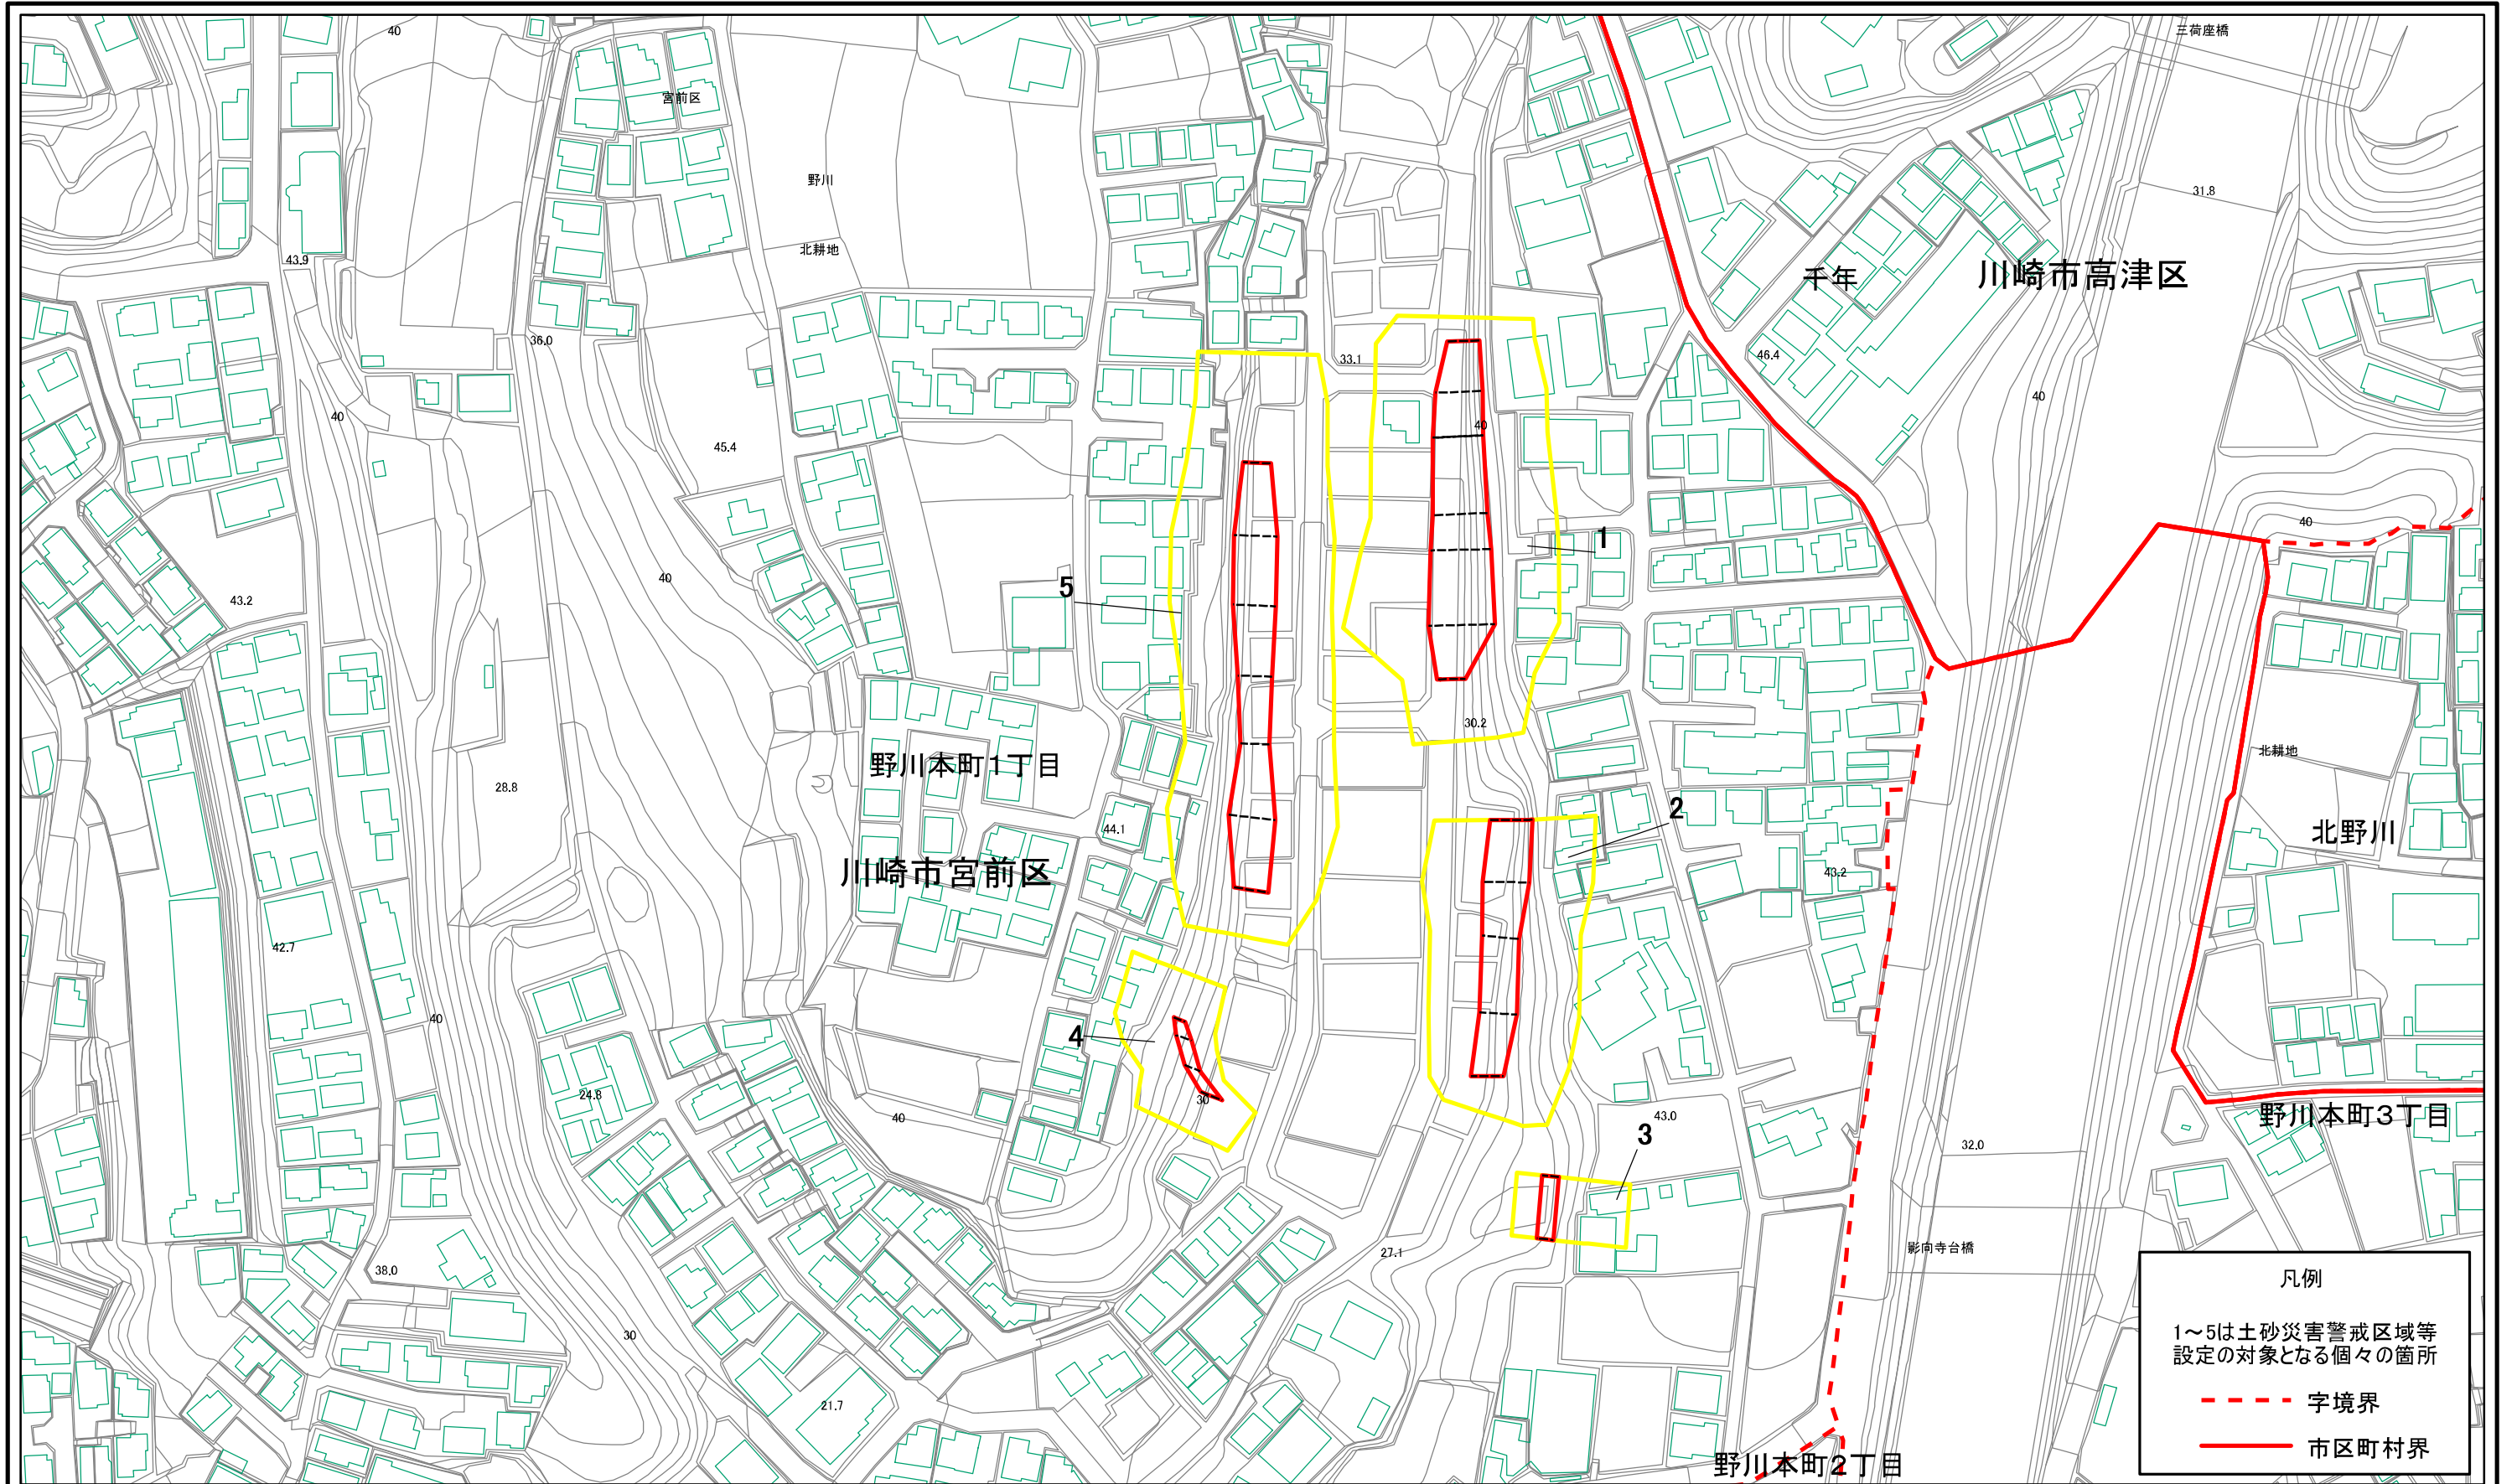 三荷座橋
40
宮前区
野川
31.8
北耕地
43.9
千年
川崎市高津区
36.0
33.1
46.4
40
40
40
45.4
40
1
40
5
43.2
30.2
北耕地
野川本町1丁目
28.8
2
44.1
北野川
川崎市宮前区
43.2
42.7
40
4
24.8
30
40
43.0
野川本町3丁目
3
32.0
影向寺台橋
27.1
38.0
30
21.7
野川本町2丁目
凡例
1～5は土砂災害警戒区域等
設定の対象となる個々の箇所
字境界
市区町村界